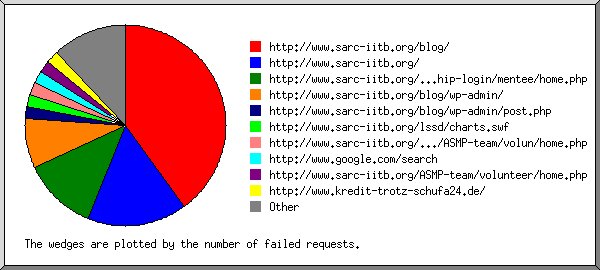 http://www.sarc-iitb.org/blog/
http://www.sarc-iitb.org/
http://www.sarc-iitb.org/...hip-login/mentee/home.php
http://www.sarc-iitb.org/blog/wp-admin/
http://www.sarc-iitb.org/blog/wp-admin/post.php
http://www.sarc-iitb.org/lssd/charts.swf
http://www.sarc-iitb.org/.../ASMP-team/volun/home.php
http://www.google.com/search
http://www.sarc-iitb.org/ASMP-team/volunteer/home.php
http://www.kredit-trotz-schufa24.de/
Other
The wedges are plotted by the number of failed requests.